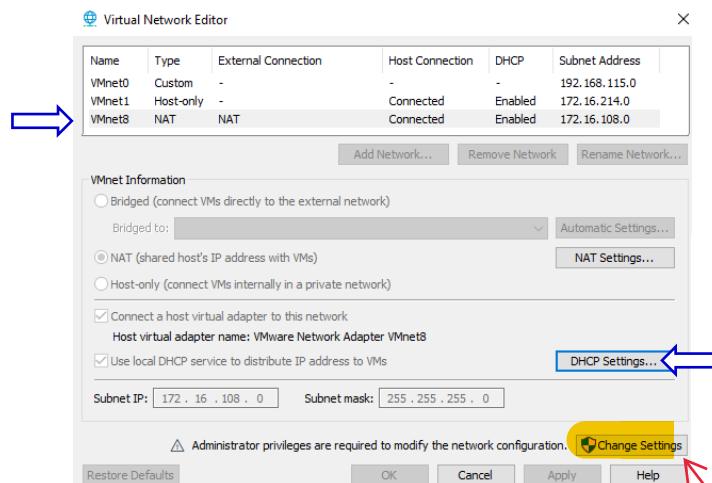 Virtual Network Editor
Name Type External Connection Host Connection DHCP Subnet Address
VMnet0 Custom - - - 192.168.115.0
VMnet1 Host-only - Connected Enabled 172.16.214.0
VMnet8 NAT NAT Connected Enabled 172.16.108.0
Add Network... Remove Network Rename Network...
VMnet Information
Bridged (connect VMs directly to the external network)
Bridged to: Automatic Settings...
NAT (shared host's IP address with VMs) NAT Settings...
Host-only (connect VMs internally in a private network)
Connect a host virtual adapter to this network
Host virtual adapter name: VMware Network Adapter VMnet8
Use local DHCP service to distribute IP address to VMs DHCP Settings...
Subnet IP: 172 . 16 . 108 . 0 Subnet mask: 255 . 255 . 255 . 0
Administrator privileges are required to modify the network configuration. Change Settings
Restore Defaults OK Cancel Apply Help